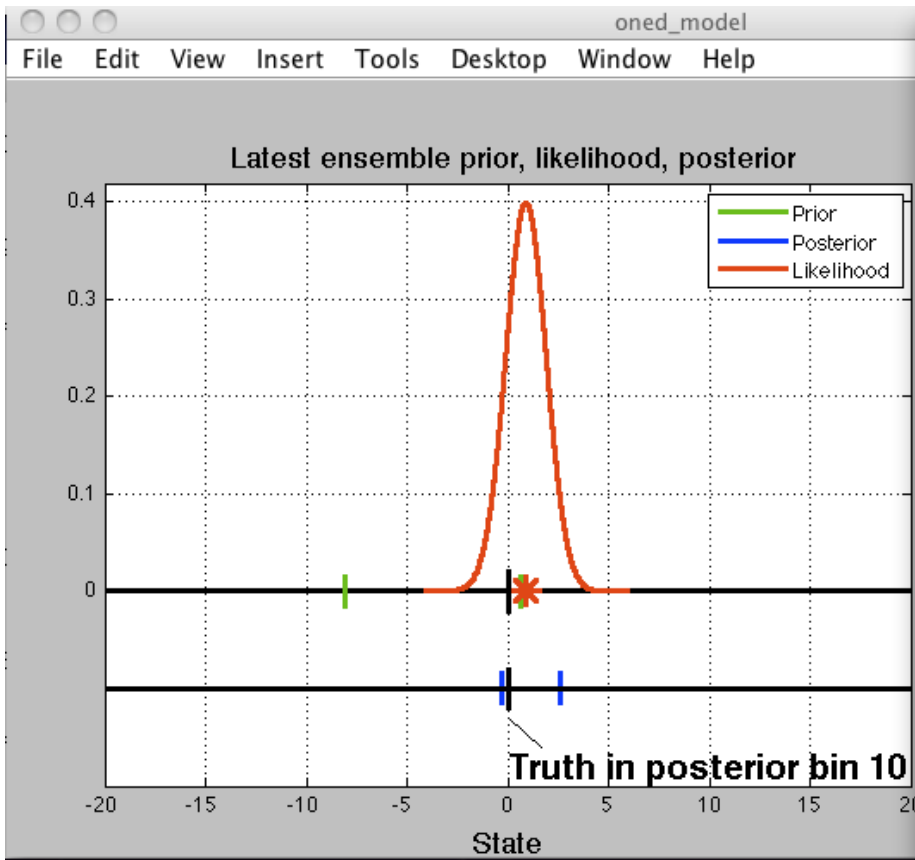 oned_model
File Edit View Insert Tools Desktop Window Help
Latest ensemble prior, likelihood, posterior
0.4
0.3
0.2
0.1
0
Prior
Posterior
Likelihood
Truth in posterior bin 10
-20 -15 -10 -5 0 5 10 15 20
State